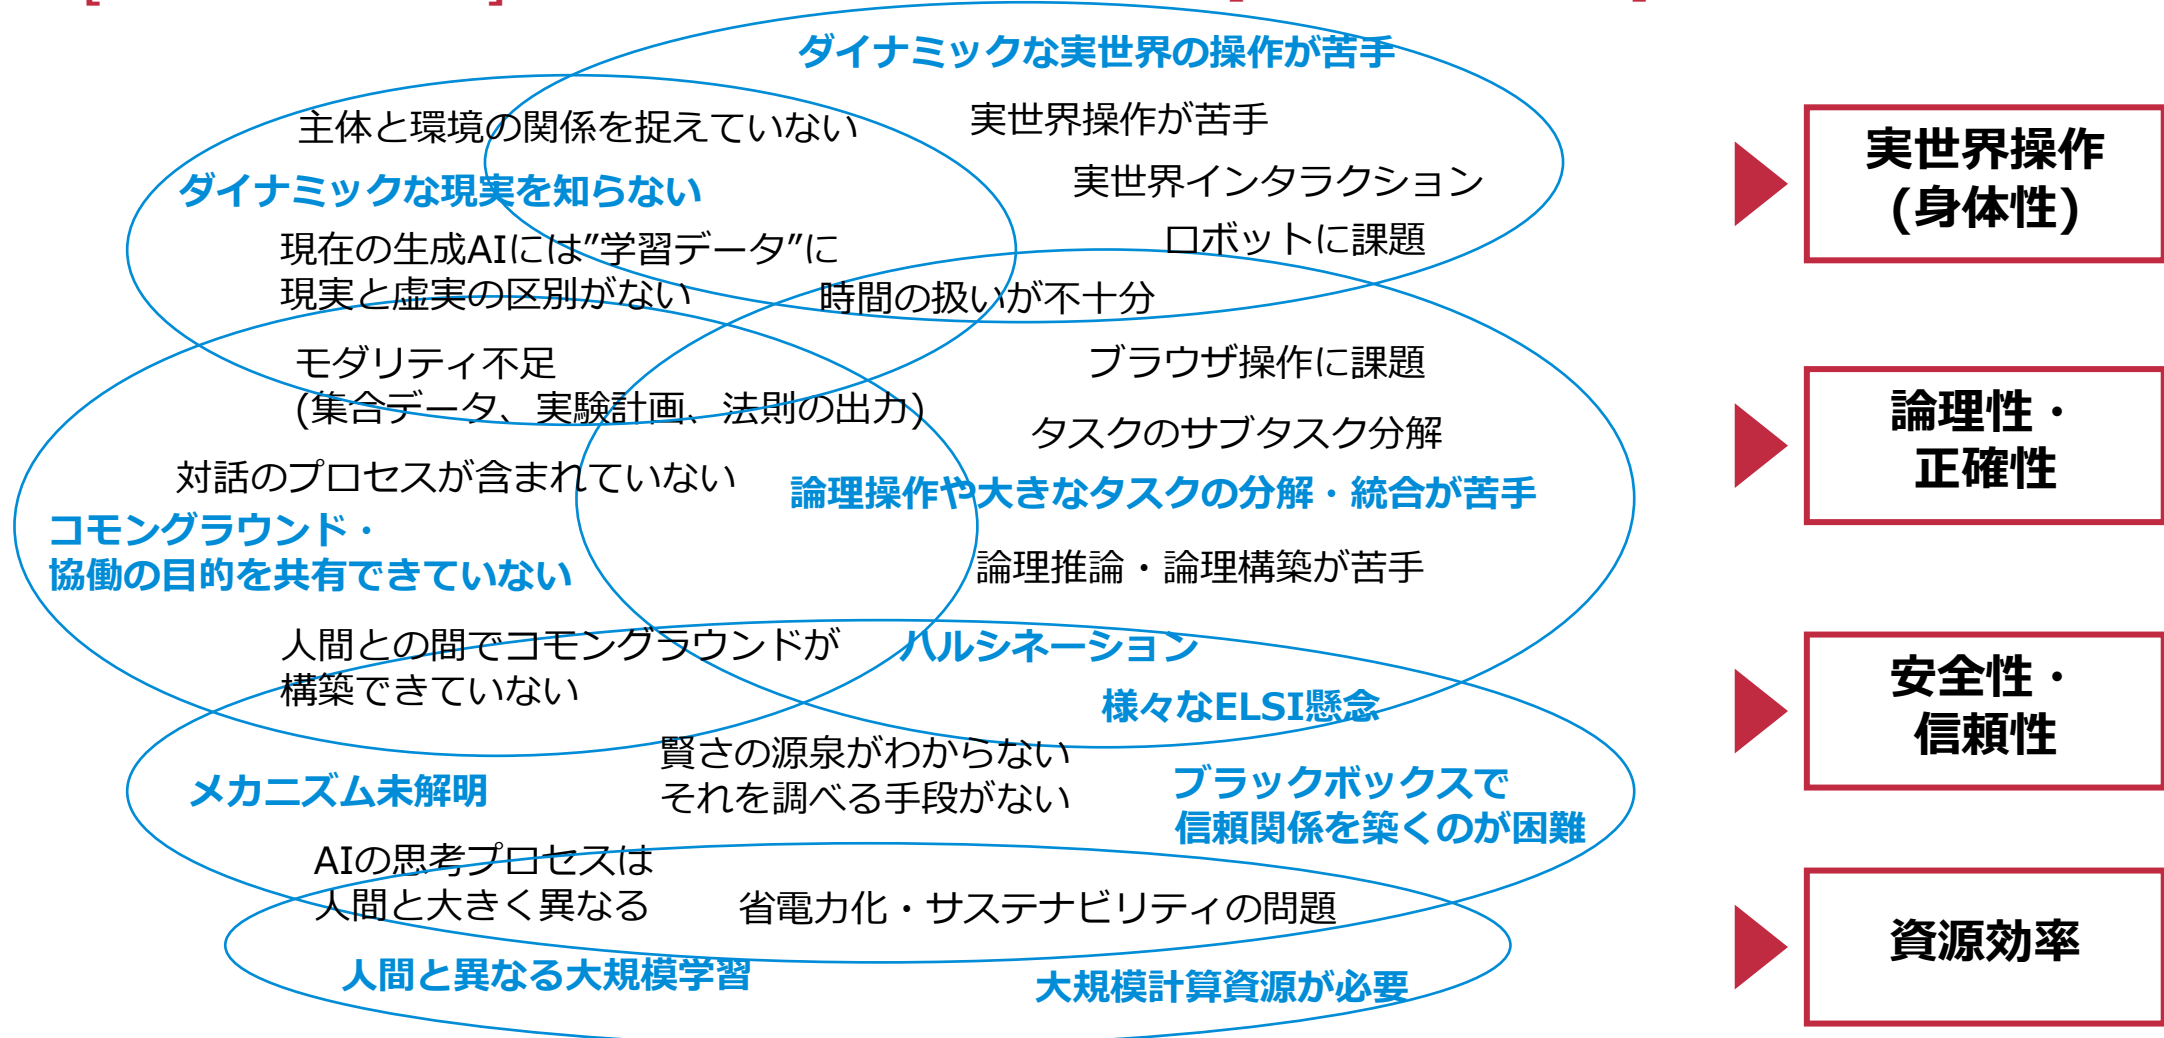 ダイナミックな実世界の操作が苦手
主体と環境の関係を捉えていない
実世界操作が苦手
ダイナミックな現実を知らない
実世界インタラクション
現在の生成AIには”学習データ”に
現実と虚実の区別がない
ロボットに課題
時間の扱いが不十分
モダリティ不足
(集合データ、実験計画、法則の出力)
ブラウザ操作に課題
タスクのサブタスク分解
対話のプロセスが含まれていない
論理操作や大きなタスクの分解・統合が苦手
コモングラウンド・
協働の目的を共有できていない
論理推論・論理構築が苦手
人間との間でコモングラウンドが
構築できていない
ハルシネーション
様々なELSI懸念
賢さの源泉がわからない
それを調べる手段がない
メカニズム未解明
ブラックボックスで
信頼関係を築くのが困難
AIの思考プロセスは
人間と大きく異なる
省電力化・サステナビリティの問題
人間と異なる大規模学習
大規模計算資源が必要
実世界操作
(身体性)
論理性・
正確性
安全性・
信頼性
資源効率